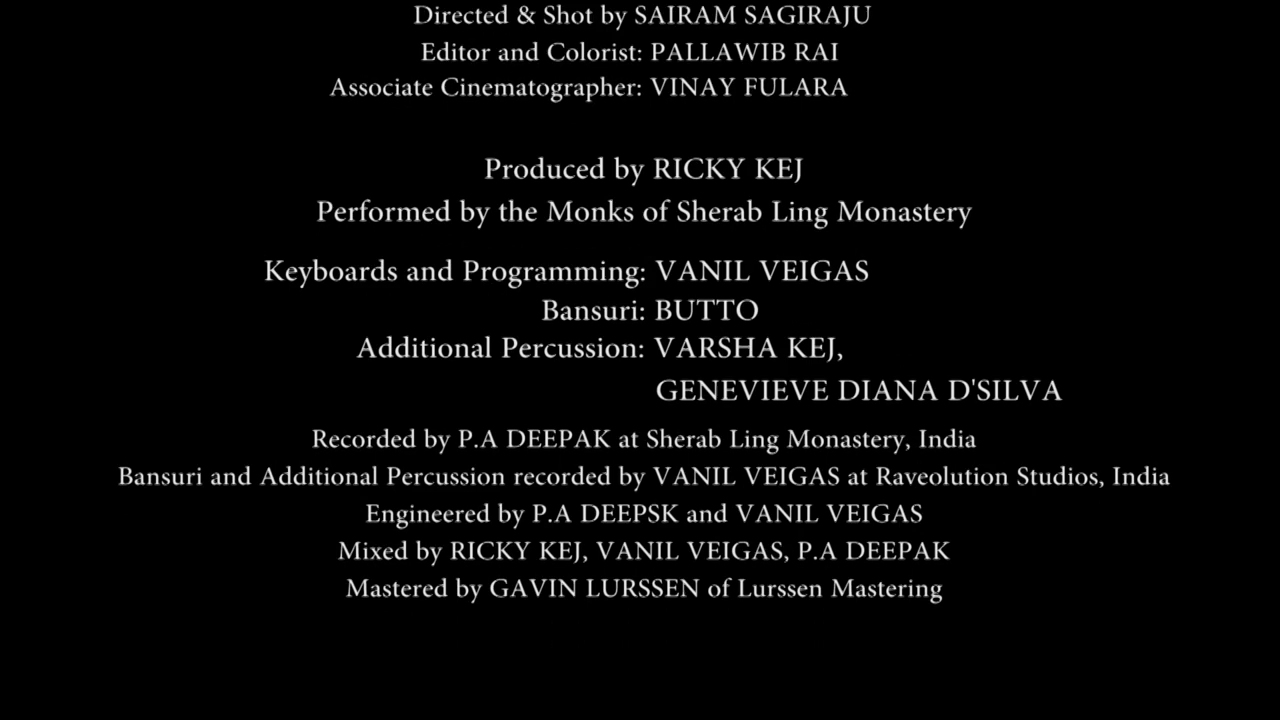 Directed & Shot by SAIRAM SAGIRAJU
Editor and Colorist: PALLAWIB RAI
Associate Cinematographer: VINAY FULARA
Produced by RICKY KEJ
Performed by the Monks of Sherab Ling Monastery
Keyboards and Programming: VANIL VEIGAS
Bansuri: BUTTO
Additional Percussion: VARSHA KEJ,
GENEVIEVE DIANA D'SILVA
Recorded by P.A DEEPAK at Sherab Ling Monastery, India
Bansuri and Additional Percussion recorded by VANIL VEIGAS at Raveolution Studios, India
Engineered by P.A DEEPSK and VANIL VEIGAS
Mixed by RICKY KEJ, VANIL VEIGAS, P.A DEEPAK
Mastered by GAVIN LURSSEN of Lurssen Mastering